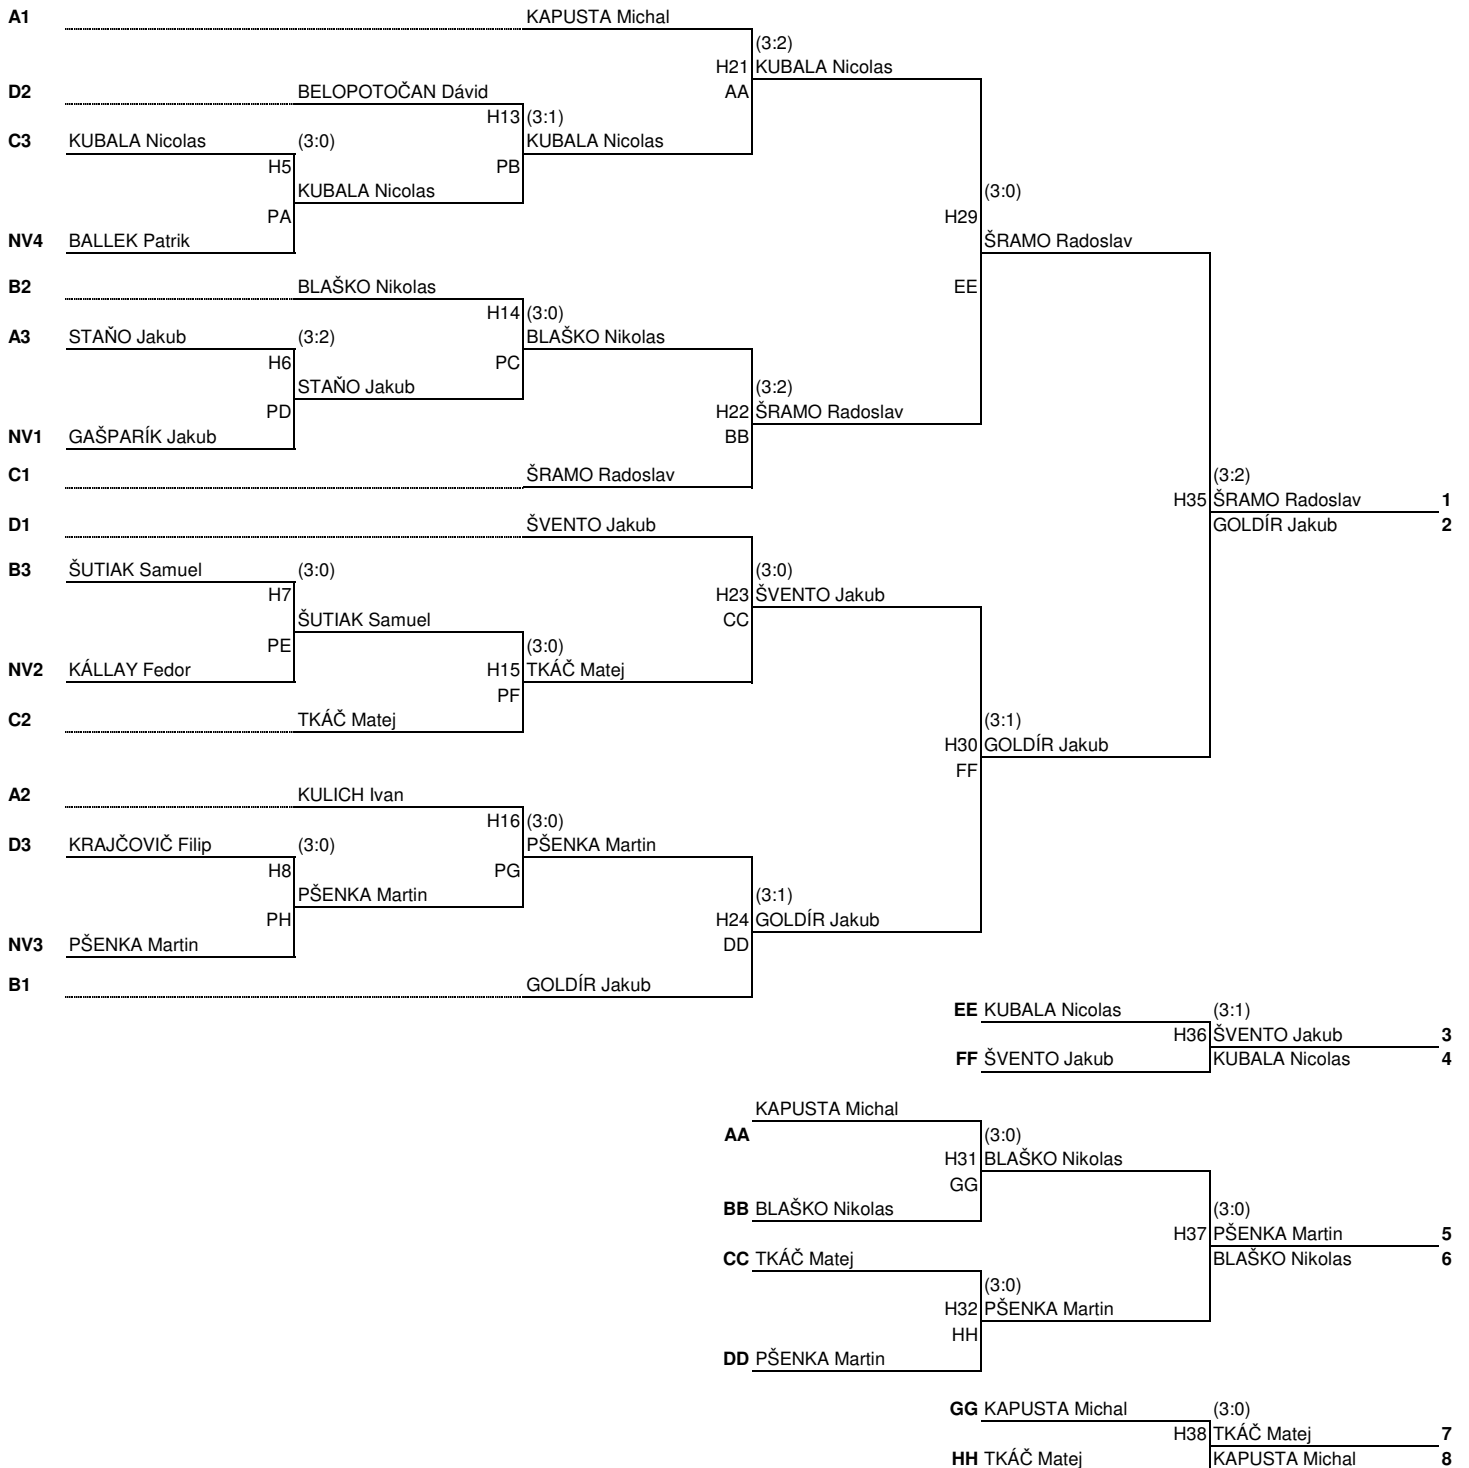 A1 KAPUSTA Michal
(3:2)
H21 KUBALA Nicolas
D2 BELOPOTOČAN Dávid AA
H13 (3:1)
C3 KUBALA Nicolas (3:0) KUBALA Nicolas
H5 PB
KUBALA Nicolas (3:0)
PA H29
NV4 BALLEK Patrik ŠRAMO Radoslav
B2 BLAŠKO Nikolas EE
H14 (3:0)
A3 STAŇO Jakub (3:2) BLAŠKO Nikolas
H6 PC
STAŇO Jakub (3:2)
PD H22 ŠRAMO Radoslav
NV1 GAŠPARÍK Jakub BB
C1 ŠRAMO Radoslav (3:2)
H35 ŠRAMO Radoslav 1
D1 ŠVENTO Jakub GOLDÍR Jakub 2
B3 ŠUTIAK Samuel (3:0) (3:0)
H7 H23 ŠVENTO Jakub
ŠUTIAK Samuel CC
PE (3:0)
NV2 KÁLLAY Fedor H15 TKÁČ Matej
PF
C2 TKÁČ Matej (3:1)
H30 GOLDÍR Jakub
FF
A2 KULICH Ivan
H16 (3:0)
D3 KRAJČOVIČ Filip (3:0) PŠENKA Martin
H8 PG
PŠENKA Martin (3:1)
PH H24 GOLDÍR Jakub
NV3 PŠENKA Martin DD
B1 GOLDÍR Jakub
EE KUBALA Nicolas (3:1)
H36 ŠVENTO Jakub 3
FF ŠVENTO Jakub KUBALA Nicolas 4
KAPUSTA Michal
AA (3:0)
H31 BLAŠKO Nikolas
GG
BB BLAŠKO Nikolas (3:0)
H37 PŠENKA Martin 5
CC TKÁČ Matej BLAŠKO Nikolas 6
(3:0)
H32 PŠENKA Martin
HH
DD PŠENKA Martin
GG KAPUSTA Michal (3:0)
H38 TKÁČ Matej 7
HH TKÁČ Matej KAPUSTA Michal 8